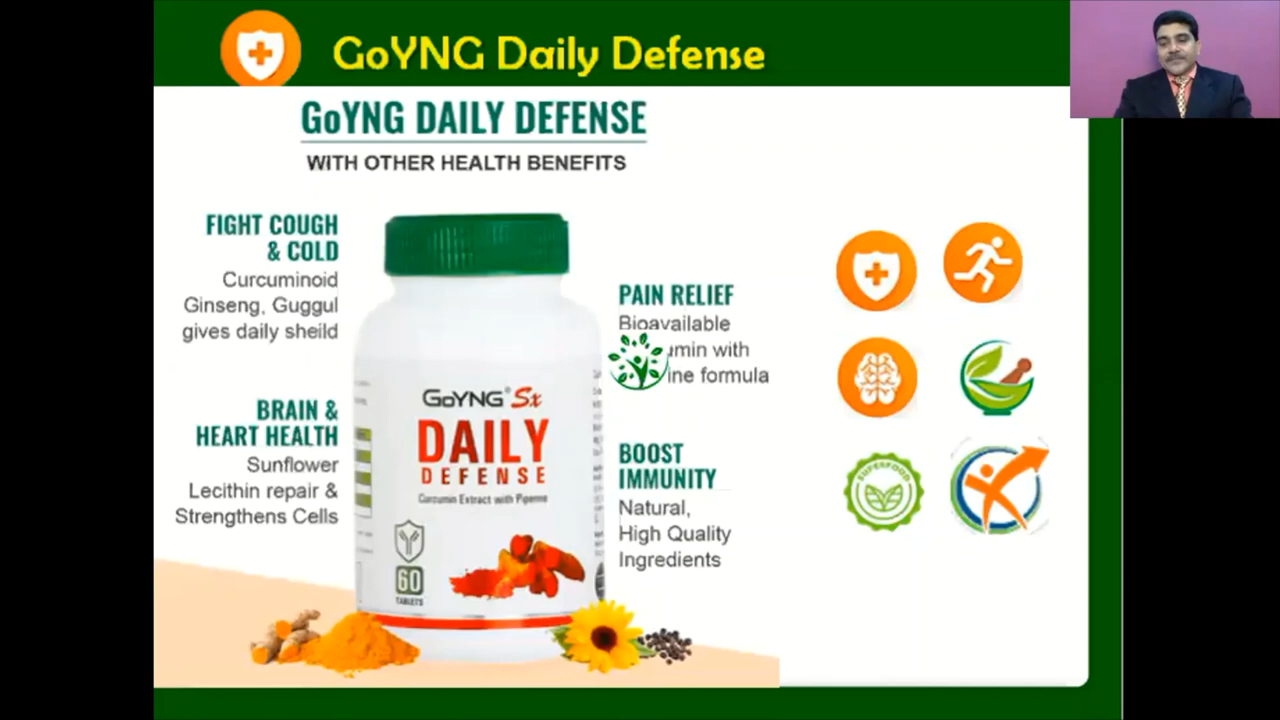 GoYNG Daily Defense
GoYNG DAILY DEFENSE
WITH OTHER HEALTH BENEFITS
FIGHT COUGH
& COLD
Curcuminoid
Ginseng, Guggul
gives daily sheild
BRAIN &
HEART HEALTH
Sunflower
Lecithin repair &
Strengthens Cells
GoYNG® Sx
DAILY
DEFENSE
Curcumin Extract with Piperine
60
TABLETS
PAIN RELIEF
Bioavailable
with
formula
BOOST
IMMUNITY
Natural,
High Quality
Ingredients
SUPERFOOD